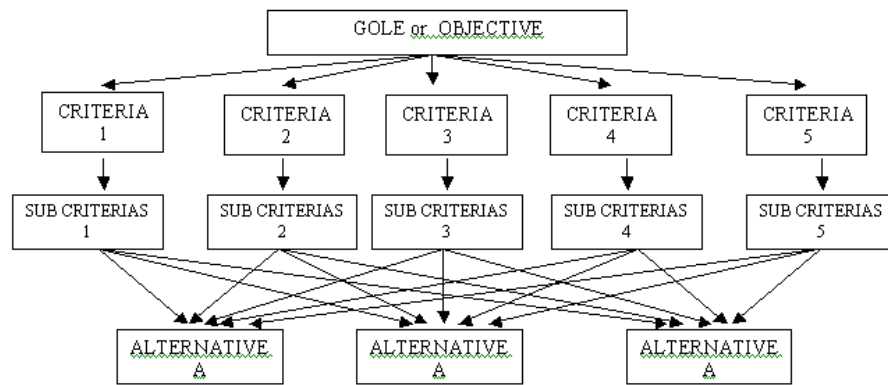 GOLE or OBJECTIVE
CRITERIA
1
CRITERIA
2
CRITERIA
3
CRITERIA
4
CRITERIA
5
SUB CRITERIAS
1
SUB CRITERIAS
2
SUB CRITERIAS
3
SUB CRITERIAS
4
SUB CRITERIAS
5
ALTERNATIVE
A
ALTERNATIVE
A
ALTERNATIVE
A